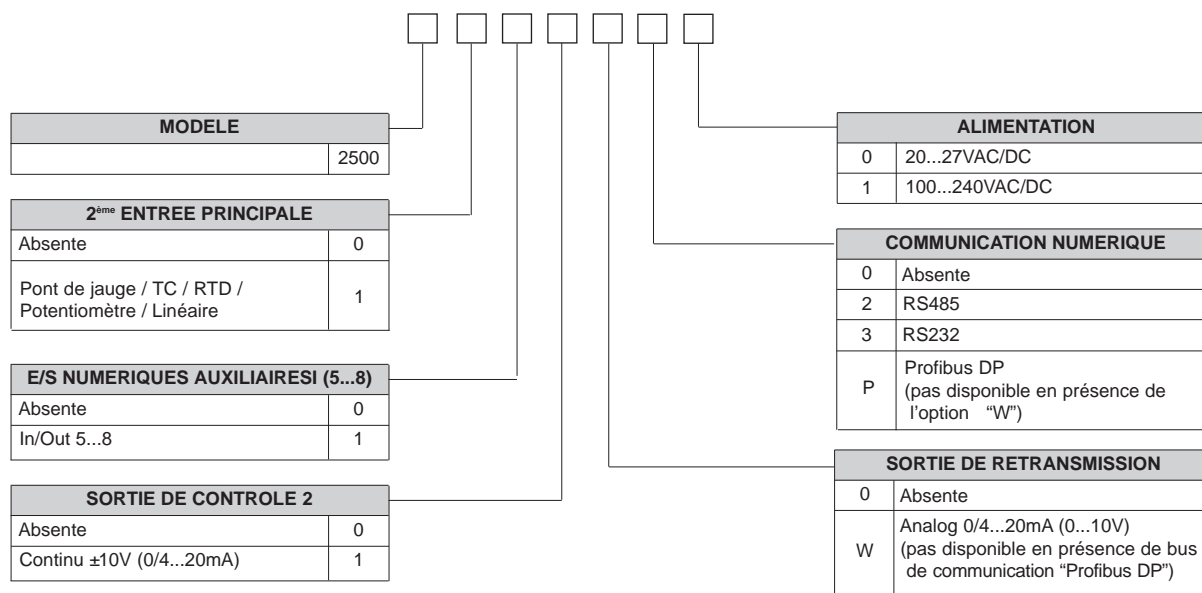 MODELE
2500
2ème ENTREE PRINCIPALE
Absente 0
Pont de jauge / TC / RTD /
Potentiomètre / Linéaire 1
E/S NUMERIQUES AUXILIAIRESI (5...8)
Absente 0
In/Out 5...8 1
SORTIE DE CONTROLE 2
Absente 0
Continu ±10V (0/4...20mA) 1
ALIMENTATION
0 20...27VAC/DC
1 100...240VAC/DC
COMMUNICATION NUMERIQUE
0 Absente
2 RS485
3 RS232
P Profibus DP
(pas disponible en présence de
l’option “W”)
SORTIE DE RETRANSMISSION
0 Absente
W Analog 0/4...20mA (0...10V)
(pas disponible en présence de bus
de communication “Profibus DP”)